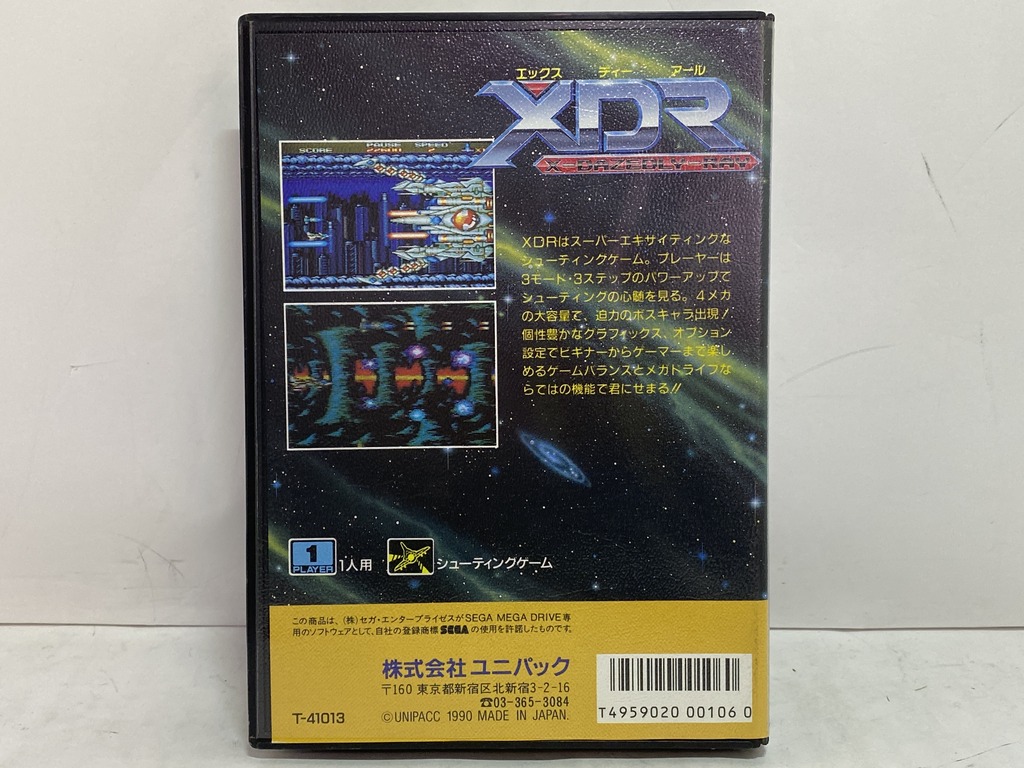 エックス ディー アール
XDR
X-DAZEDLY-RAY
SCORE PAUSE SPEED
22600
XDRはスーパーエキサイティングな
シューティングゲーム。プレーヤーは
3モード・3ステップのパワーアップで
シューティングの心髄を見る。4メガ
の大容量で、迫力のボスキャラ出現!
個性豊かなグラフィックス、オプション
設定でビギナーからゲーマーまで楽し
めるゲームバランスとメガドライブな
らではの機能で君にせまる!!
1
PLAYER
1人用
シューティングゲーム
この商品は、(株)セガ・エンタープライゼスがSEGA MEGA DRIVE専
用のソフトウェアとして、自社の登録商標SEGAの使用を許諾したものです。
株式会社 ユニパック
〒160 東京都新宿区北新宿3-2-16
☎03-365-3084
T-41013
©UNIPACC 1990 MADE IN JAPAN.
T4959020 00106 0